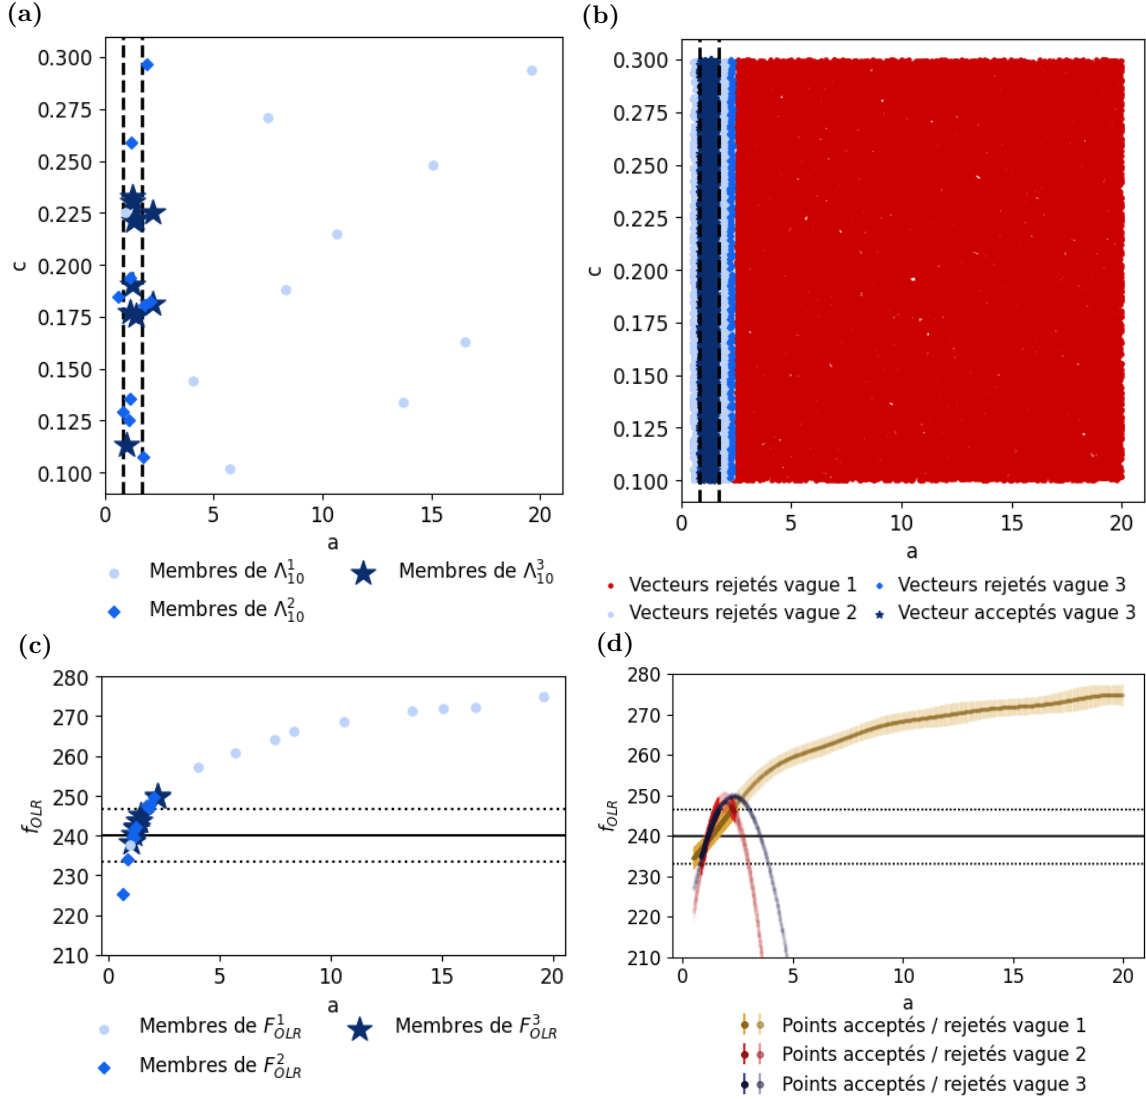 (a)
0.300
0.275
0.250
0.225
0.200
0.175
0.150
0.125
0.100
c
0 5 10 15 20
a
Membres de Λ¹₁₀
Membres de Λ³₁₀
Membres de Λ²₁₀
(b)
0.300
0.275
0.250
0.225
0.200
0.175
0.150
0.125
0.100
c
0 5 10 15 20
a
Vecteurs rejetés vague 1
Vecteurs rejetés vague 3
Vecteurs rejetés vague 2
Vecteur acceptés vague 3
(c)
280
270
260
250
240
230
220
210
f_OLR
0 5 10 15 20
a
Membres de F¹_OLR
Membres de F³_OLR
Membres de F²_OLR
(d)
280
270
260
250
240
230
220
210
f_OLR
0 5 10 15 20
a
Points acceptés / rejetés vague 1
Points acceptés / rejetés vague 2
Points acceptés / rejetés vague 3